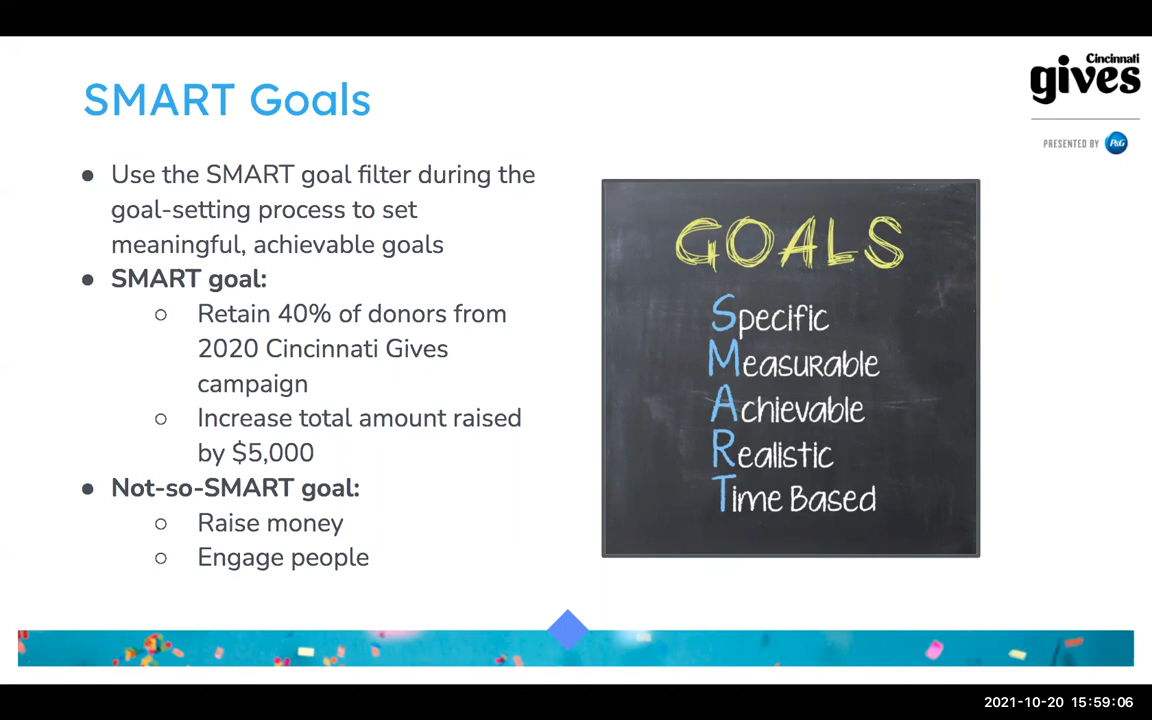 SMART Goals
Cincinnati
gives
PRESENTED BY P&G
● Use the SMART goal filter during the
goal-setting process to set
meaningful, achievable goals
● SMART goal:
○ Retain 40% of donors from
2020 Cincinnati Gives
campaign
○ Increase total amount raised
by $5,000
● Not-so-SMART goal:
○ Raise money
○ Engage people
GOALS
Specific
Measurable
Achievable
Realistic
Time Based
2021-10-20 15:59:06